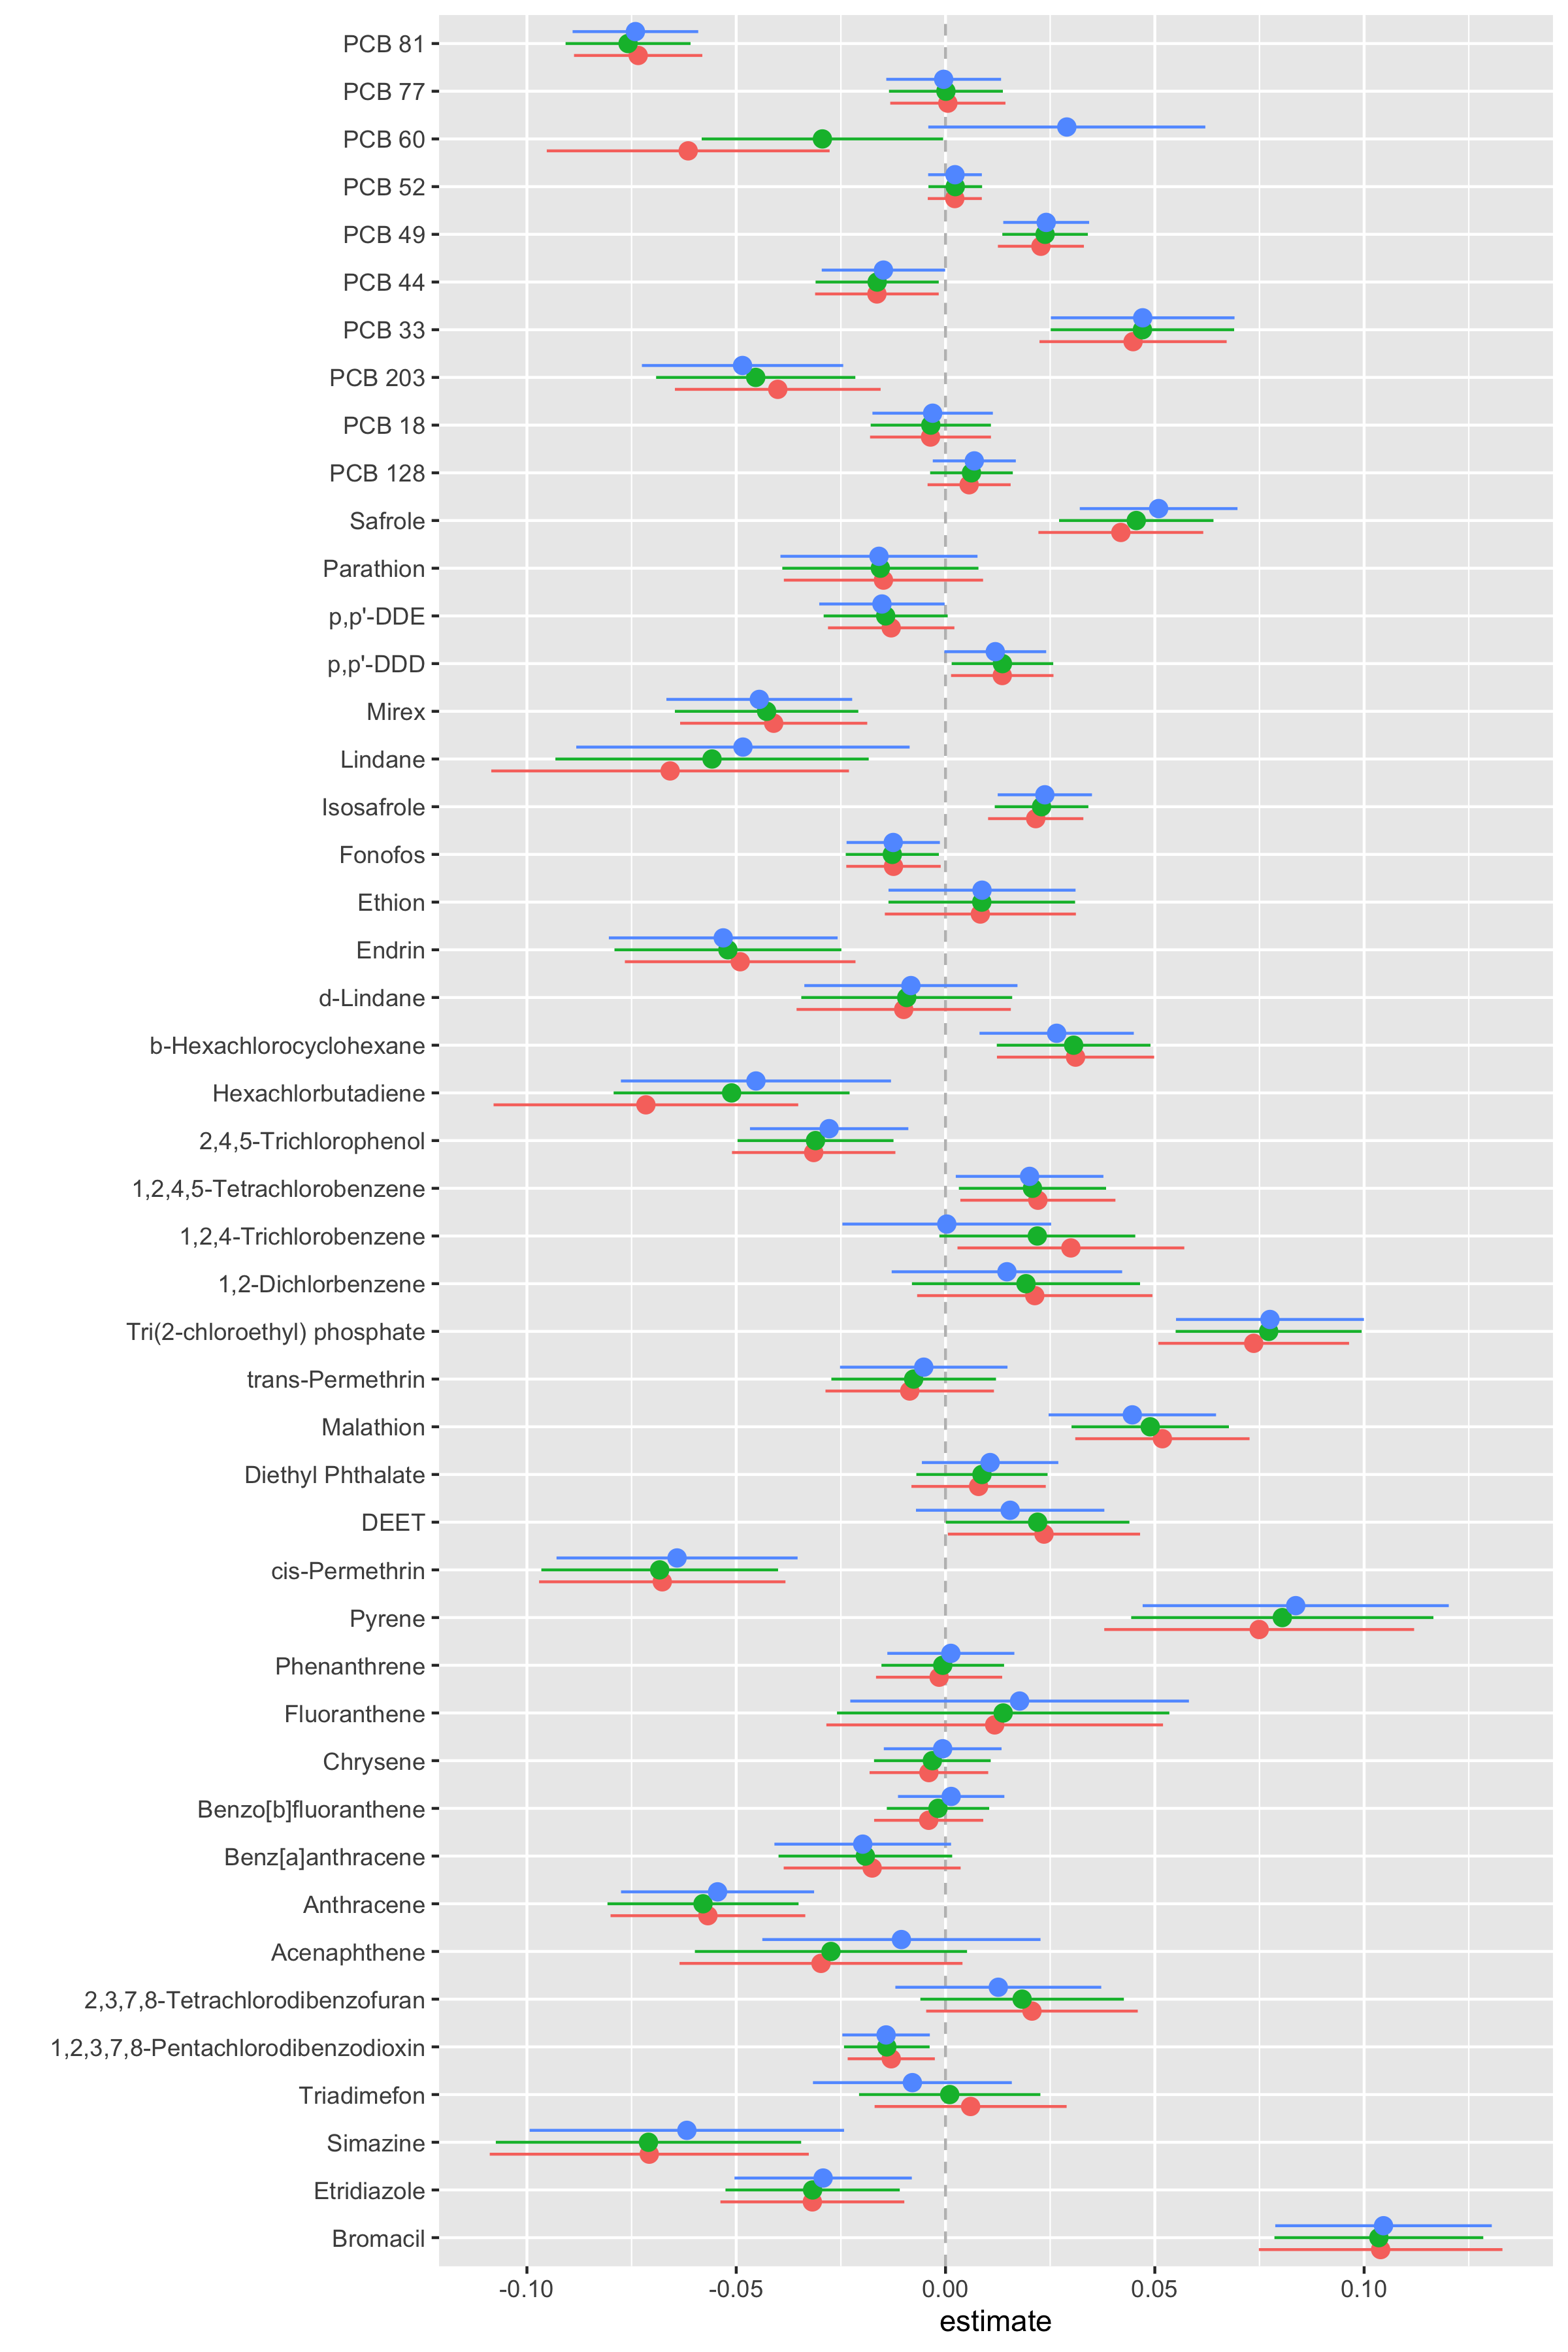 PCB 81
PCB 77
PCB 60
PCB 52
PCB 49
PCB 44
PCB 33
PCB 203
PCB 18
PCB 128
Safrole
Parathion
p,p'-DDE
p,p'-DDD
Mirex
Lindane
Isosafrole
Fonofos
Ethion
Endrin
d-Lindane
b-Hexachlorocyclohexane
Hexachlorbutadiene
2,4,5-Trichlorophenol
1,2,4,5-Tetrachlorobenzene
1,2,4-Trichlorobenzene
1,2-Dichlorbenzene
Tri(2-chloroethyl) phosphate
trans-Permethrin
Malathion
Diethyl Phthalate
DEET
cis-Permethrin
Pyrene
Phenanthrene
Fluoranthene
Chrysene
Benzo[b]fluoranthene
Benz[a]anthracene
Anthracene
Acenaphthene
2,3,7,8-Tetrachlorodibenzofuran
1,2,3,7,8-Pentachlorodibenzodioxin
Triadimefon
Simazine
Etridiazole
Bromacil
-0.10 -0.05 0.00 0.05 0.10
estimate